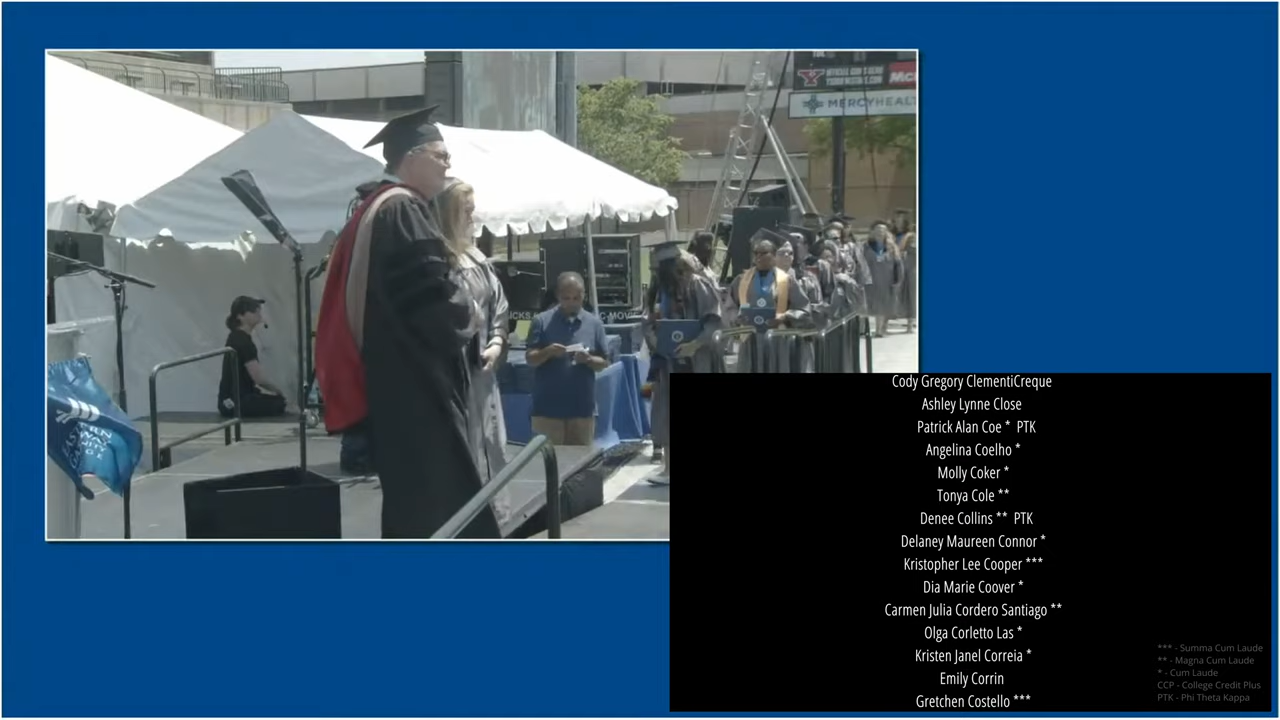 MERCYHEALT
Cody Gregory ClementiCreque
Ashley Lynne Close
Patrick Alan Coe * PTK
Angelina Coelho *
Molly Coker *
Tonya Cole **
Denee Collins ** PTK
Delaney Maureen Connor *
Kristopher Lee Cooper ***
Dia Marie Coover *
Carmen Julia Cordero Santiago **
Olga Corletto Las *
Kristen Janel Correia *
Emily Corrin
Gretchen Costello ***
*** - Summa Cum Laude
** - Magna Cum Laude
* - Cum Laude
CCP - College Credit Plus
PTK - Phi Theta Kappa